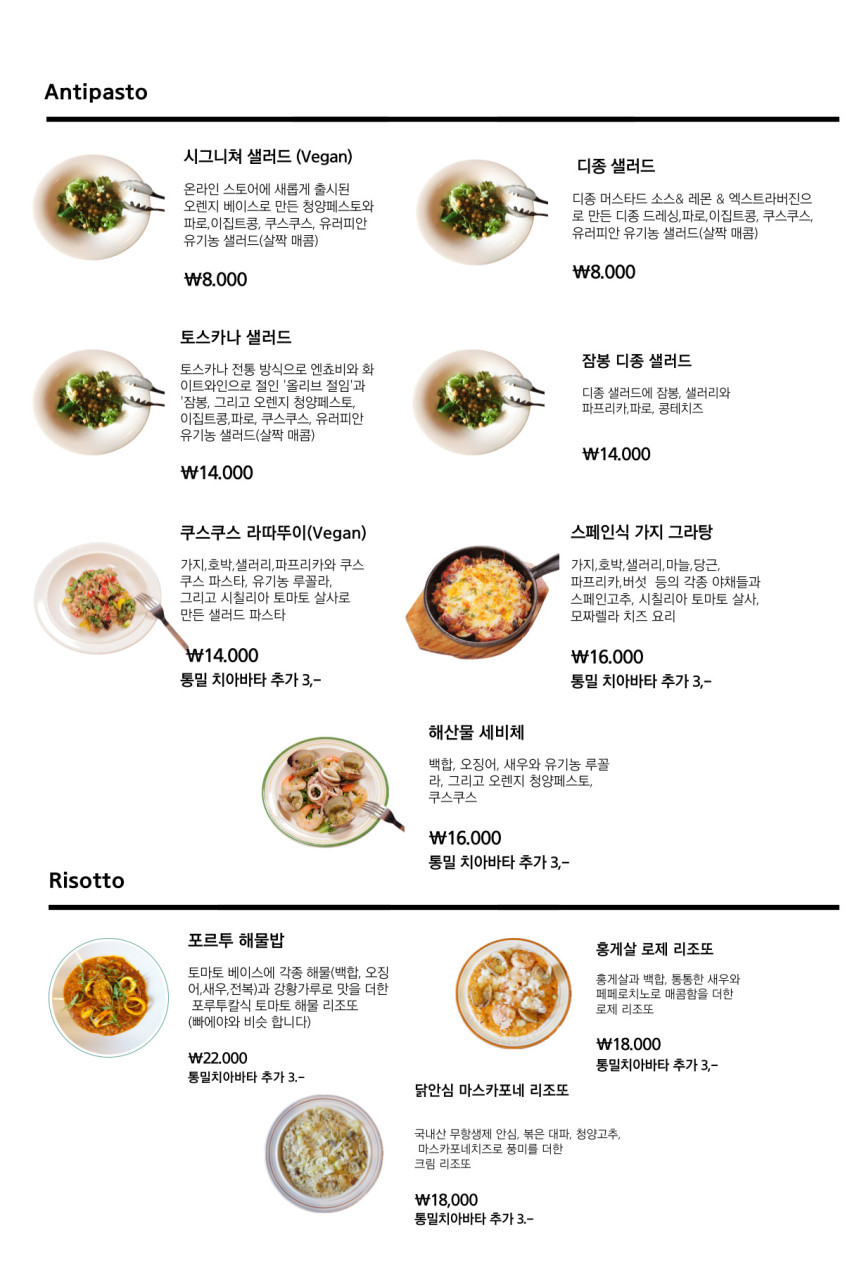 Antipasto
시그니쳐 샐러드 (Vegan)
온라인 스토어에 새롭게 출시된
오렌지 베이스로 만든 청양페스토와
파로,이집트콩, 쿠스쿠스, 유러피안
유기농 샐러드(살짝 매콤)
₩8.000
디종 샐러드
디종 머스타드 소스& 레몬 & 엑스트라버진으
로 만든 디종 드레싱,파로,이집트콩, 쿠스쿠스,
유러피안 유기농 샐러드(살짝 매콤)
₩8.000
토스카나 샐러드
토스카나 전통 방식으로 엔쵸비와 화
이트와인으로 절인 '올리브 절임'과
'잠봉, 그리고 오렌지 청양페스토,
이집트콩,파로, 쿠스쿠스, 유러피안
유기농 샐러드(살짝 매콤)
₩14.000
잠봉 디종 샐러드
디종 샐러드에 잠봉, 샐러리와
파프리카,파로, 콩테치즈
₩14.000
쿠스쿠스 라따뚜이(Vegan)
가지,호박,샐러리,파프리카와 쿠스
쿠스 파스타, 유기농 루꼴라,
그리고 시칠리아 토마토 살사로
만든 샐러드 파스타
₩14.000
통밀 치아바타 추가 3,-
스페인식 가지 그라탕
가지,호박,샐러리,마늘,당근,
파프리카,버섯 등의 각종 야채들과
스페인고추, 시칠리아 토마토 살사,
모짜렐라 치즈 요리
₩16.000
통밀 치아바타 추가 3,-
해산물 세비체
백합, 오징어, 새우와 유기농 루꼴
라, 그리고 오렌지 청양페스토,
쿠스쿠스
₩16.000
통밀 치아바타 추가 3,-
Risotto
포르투 해물밥
토마토 베이스에 각종 해물(백합, 오징
어,새우,전복)과 강황가루로 맛을 더한
포루투칼식 토마토 해물 리조또
(빠에야와 비슷 합니다)
₩22.000
통밀치아바타 추가 3.-
홍게살 로제 리조또
홍게살과 백합, 통통한 새우와
페페로치노로 매콤함을 더한
로제 리조또
₩18.000
통밀치아바타 추가 3,-
닭안심 마스카포네 리조또
국내산 무항생제 안심, 볶은 대파, 청양고추,
마스카포네치즈로 풍미를 더한
크림 리조또
₩18,000
통밀치아바타 추가 3.-